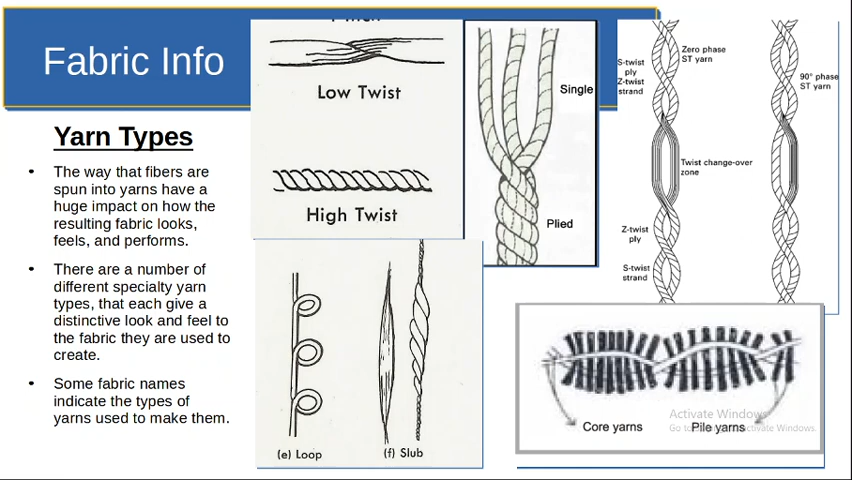 Fabric Info
Yarn Types
• The way that fibers are
spun into yarns have a
huge impact on how the
resulting fabric looks,
feels, and performs.
• There are a number of
different specialty yarn
types, that each give a
distinctive look and feel to
the fabric they are used to
create.
• Some fabric names
indicate the types of
yarns used to make them.
Low Twist
High Twist
Single
Plied
S-twist
ply
Z-twist
strand
Zero phase
ST yarn
90° phase
ST yarn
Twist change-over
zone
Z-twist
ply
S-twist
strand
(e) Loop
(f) Slub
Core yarns
Pile yarns
Activate Windows
Go to Activate Windows.